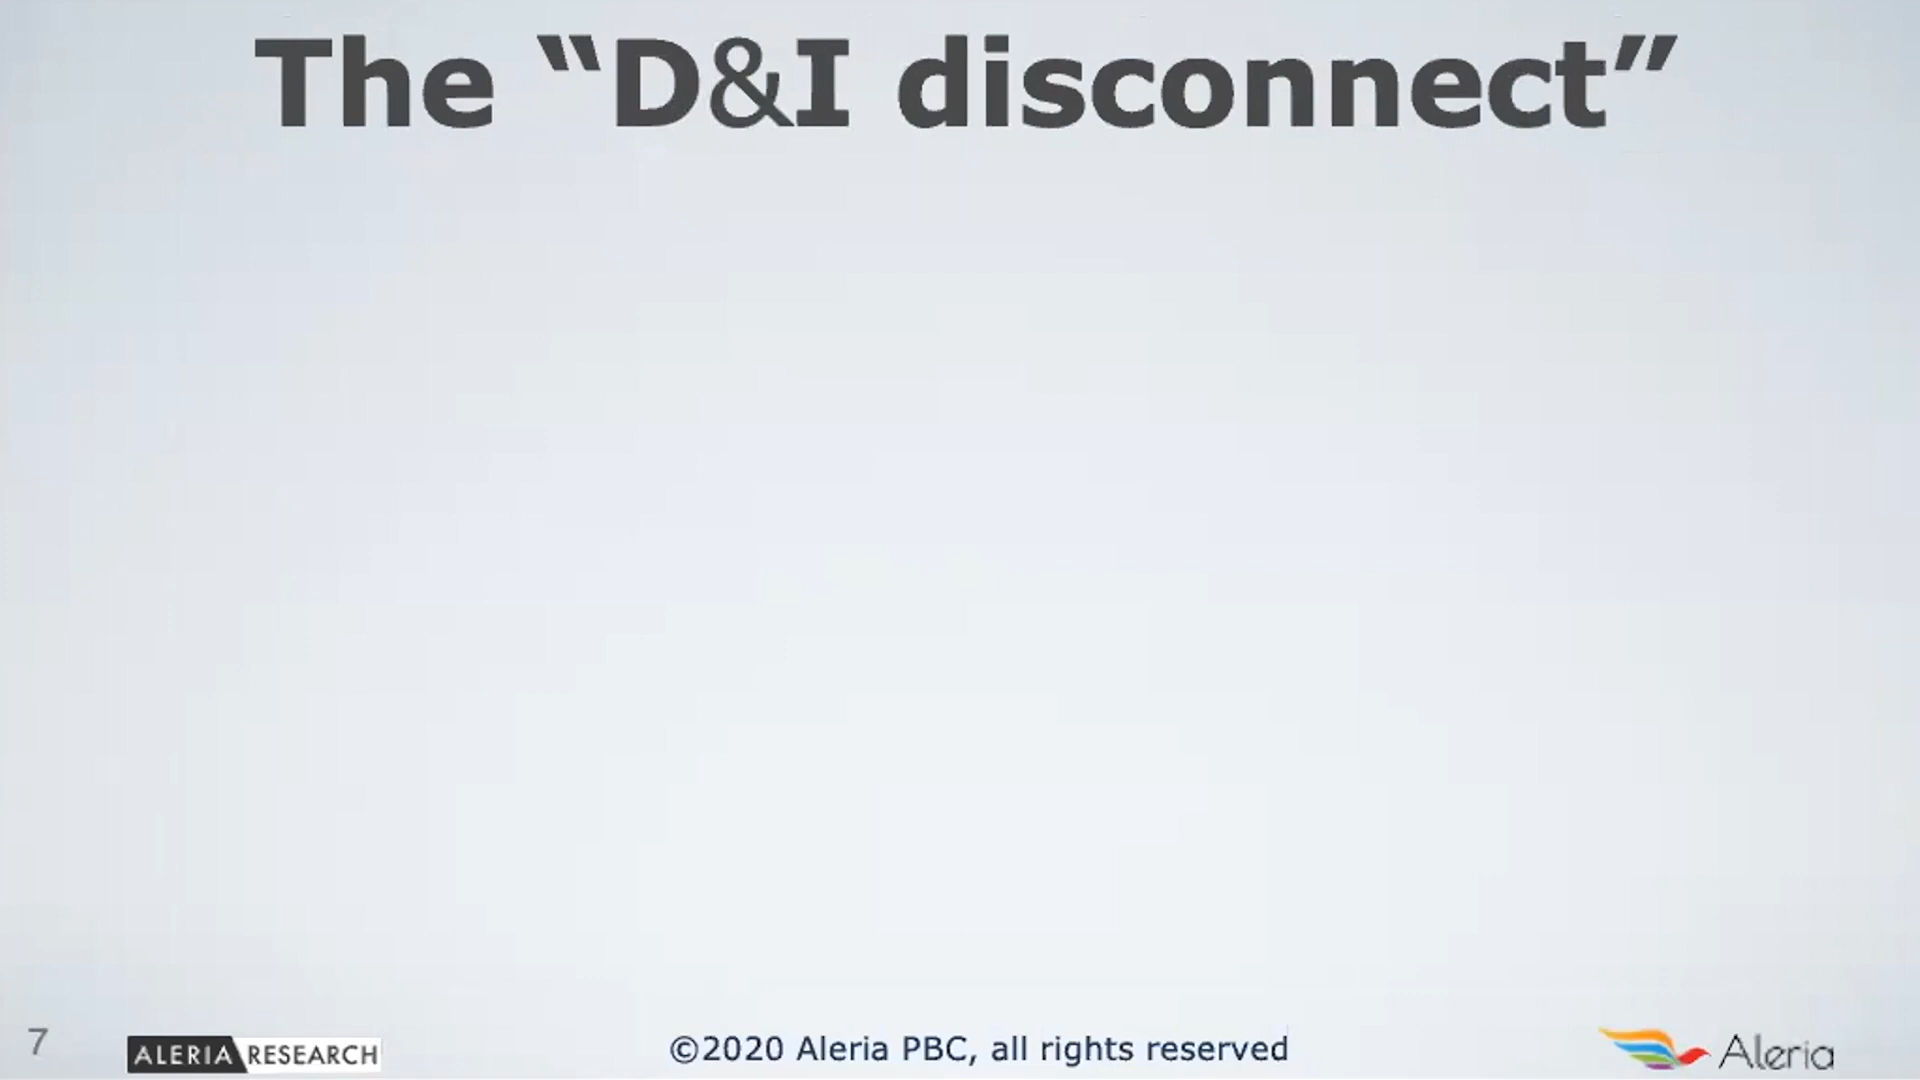 The “D&I disconnect”
7
ALERIA RESEARCH
©2020 Aleria PBC, all rights reserved
Aleria